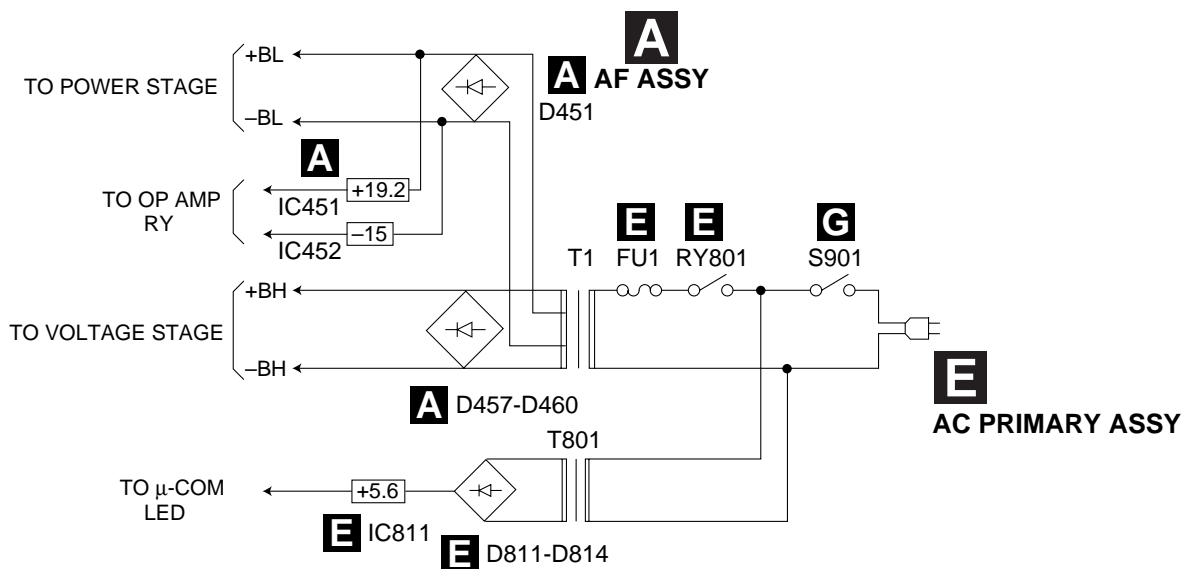 A
+BL
A AF ASSY
TO POWER STAGE
D451
–BL
A
TO OP AMP
RY
+19.2
IC451
–15
IC452
E E G
T1 FU1 RY801 S901
+BH
TO VOLTAGE STAGE
–BH
E
AC PRIMARY ASSY
A D457-D460
T801
TO μ-COM
LED
+5.6
E IC811
E D811-D814